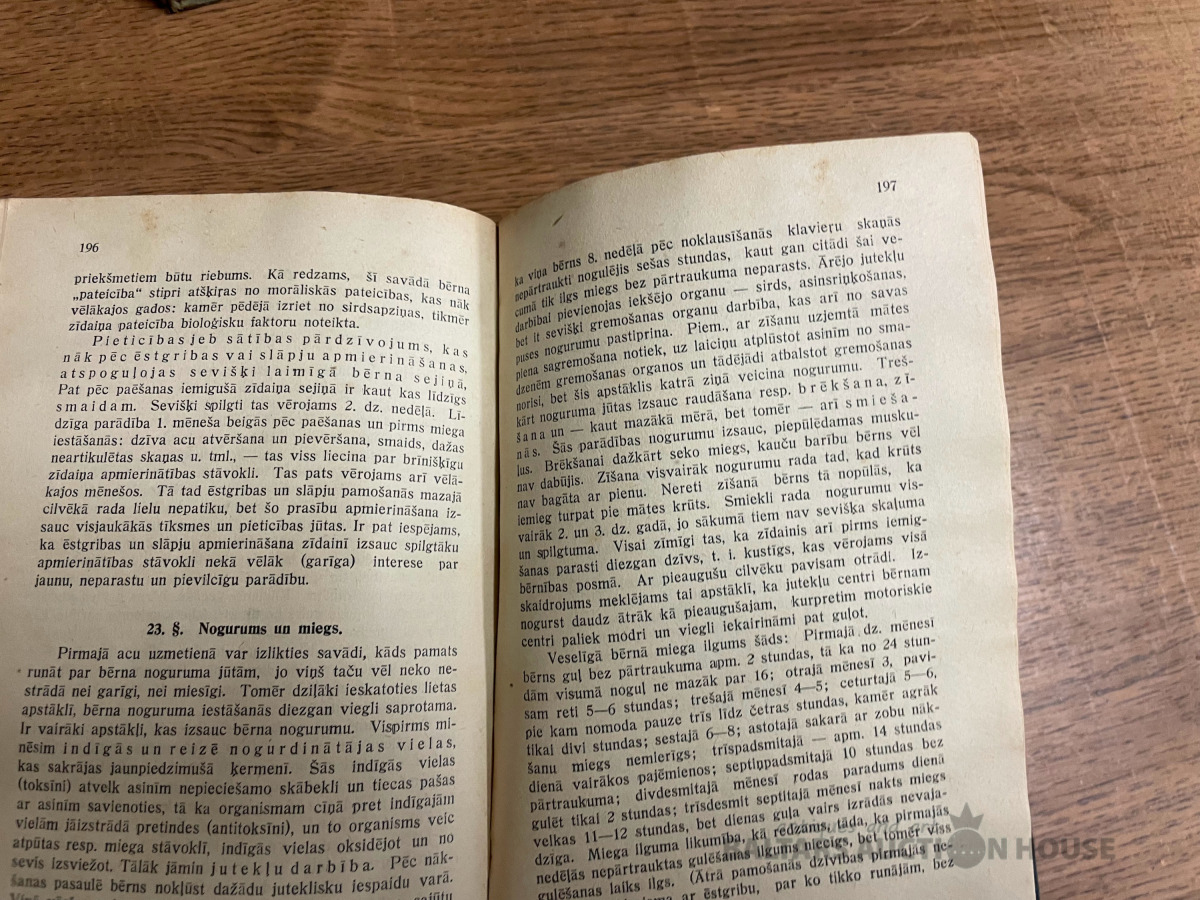 196
priekšmetiem būtu riebums. Kā redzams, šī savādā bērna
„pateicība“ stipri atšķiras no morāliskās pateicības, kas nāk
vēlākajos gados: kamēr pēdējā izriet no sirdsapziņas, tikmēr
zīdaiņa pateicība bioloģisku faktoru noteikta.
Pieticības jeb sātības pārdzīvojums, kas
nāk pēc ēstgribas vai slāpju apmierināšanas,
atspoguļojas sevišķi laimīgā bērna sejiņā.
Pat pēc paēšanas iemigušā zīdaiņa sejiņā ir kaut kas līdzīgs
smaidam. Sevišķi spilgti tas vērojams 2. dz. nedēļā. Lī-
dzīga parādība 1. mēneša beigās pēc paēšanas un pirms miega
iestāšanās: dzīva acu atvēršana un pievēršana, smaids, dažas
neartikulētas skaņas u. tml., — tas viss liecina par brīnišķīgu
zīdaiņa apmierinātības stāvokli. Tas pats vērojams arī vēlā-
kajos mēnešos. Tā tad ēstgribas un slāpju pamošanās mazajā
cilvēkā rada lielu nepatiku, bet šo prasību apmierināšana iz-
sauc visjaukākās tīksmes un pieticības jūtas. Ir pat iespējams,
ka ēstgribas un slāpju apmierināšana zīdainī izsauc spilgtāku
apmierinātības stāvokli nekā vēlāk (garīga) interese par
jaunu, neparastu un pievilcīgu parādību.
23. §. Nogurums un miegs.
Pirmajā acu uzmetienā var izlikties savādi, kāds pamats
runāt par bērna noguruma jūtām, jo viņš taču vēl neko ne-
strādā nei garīgi, nei miesīgi. Tomēr dziļāki ieskatoties lietas
apstākļi, bērna noguruma iestāšanās diezgan viegli saprotama.
Ir vairāki apstākļi, kas izsauc bērna nogurumu. Vispirms mi-
nēsim indīgās un reizē nogurdinātājas vielas,
kas sakrājas jaunpiedzimušā ķermenī. Šās indīgās vielas
(toksīni) atvelk asinīm nepieciešamo skābekli un tiecas pašas
ar asinīm savienoties, tā ka organismam cīņā pret indīgajām
vielām jāizstrādā pretindes (antitoksīni), un to organisms veic
atpūtas resp. miega stāvoklī, indīgās vielas oksidējot un no
sevis izsviežot. Tālāk jāmin jutekļu darbība. Pēc nāk-
šanas pasaulē bērns nokļūst dažādu juteklisku iespaidu varā.
197
ka viņa bērns 8. nedēļā pēc noklausīšanās klavieru skaņās
nepārtraukti nogulējis sešas stundas, kaut gan citādi šai ve-
cumā tik ilgs miegs bez pārtraukuma neparasts. Ārējo jutekļu
darbībai pievienojas iekšējo organu — sirds, asinsriņķošanas,
bet it sevišķi gremošanas organu darbība, kas arī no savas
puses nogurumu pastiprina. Piem., ar zīšanu uzņemtā mātes
piena sagremošana notiek, uz laiciņu atplūstot asinīm no sma-
dzenēm gremošanas organos un tādējādi atbalstot gremošanas
norisi, bet šis apstāklis katrā ziņā veicina nogurumu. Treš-
kārt noguruma jūtas izsauc raudāšana resp. brēkšana, zī-
šana un — kaut mazākā mērā, bet tomēr — arī smieša-
nās. Šās parādības nogurumu izsauc, piepūlēdamas musku-
ļus. Brēkšanai dažkārt seko miegs, kauču barību bērns vēl
nav dabūjis. Zīšana visvairāk nogurumu rada tad, kad krūts
nav bagāta ar pienu. Nereti zīšanā bērns tā nopūlās, ka
iemieg turpat pie mātes krūts. Smiekli rada nogurumu vis-
vairāk 2. un 3. dz. gadā, jo sākumā tiem nav sevišķa skaļuma
un spilgtuma. Visai zīmīgi tas, ka zīdainis arī pirms iemig-
šanas parasti diezgan dzīvs, t. i. kustīgs, kas vērojams visā
bērnības posmā. Ar pieaugušu cilvēku pavisam otrādi. Iz-
skaidrojums meklējams tai apstāklī, ka jutekļu centri bērnam
nogurst daudz ātrāk kā pieaugušajam, kurpretim motoriskie
centri paliek modri un viegli iekairināmi pat guļot.
Veselīgā bērna miega ilgums šāds: Pirmajā dz. mēnesī
bērns guļ bez pārtraukuma apm. 2 stundas, tā ka no 24 stun-
dām visumā noguļ ne mazāk par 16; otrajā mēnesī 3, pavi-
sam reti 5—6 stundas; trešajā mēnesī 4—5; ceturtajā 5—6,
pie kam nomoda pauze trīs līdz četras stundas, kamēr agrāk
tikai divi stundas; sestajā 6—8; astotajā sakarā ar zobu nāk-
šanu miegs nemierīgs; trīspadsmitajā — apm. 14 stundas
dienā vairākos paņēmienos; septiņpadsmitajā 10 stundas bez
pārtraukuma; divdesmitajā mēnesī rodas paradums dienā
gulēt tikai 2 stundas; trīsdesmit septītajā mēnesī nakts miegs
velkas 11—12 stundas, bet dienas guļa vairs izrādās nevaja-
dzīga. Miega ilguma likumība, kā redzams, tāda, ka pirmajās
nedēļās nepārtrauktas gulēšanas ilgums niecīgs, bet tomēr viss
gulēšanas laiks ilgs. (Ātrā pamošanās dzīvības pirmajās ne-
ar ēstgribu, par ko tikko runājām, bez
BALTIC AUCTION HOUSE